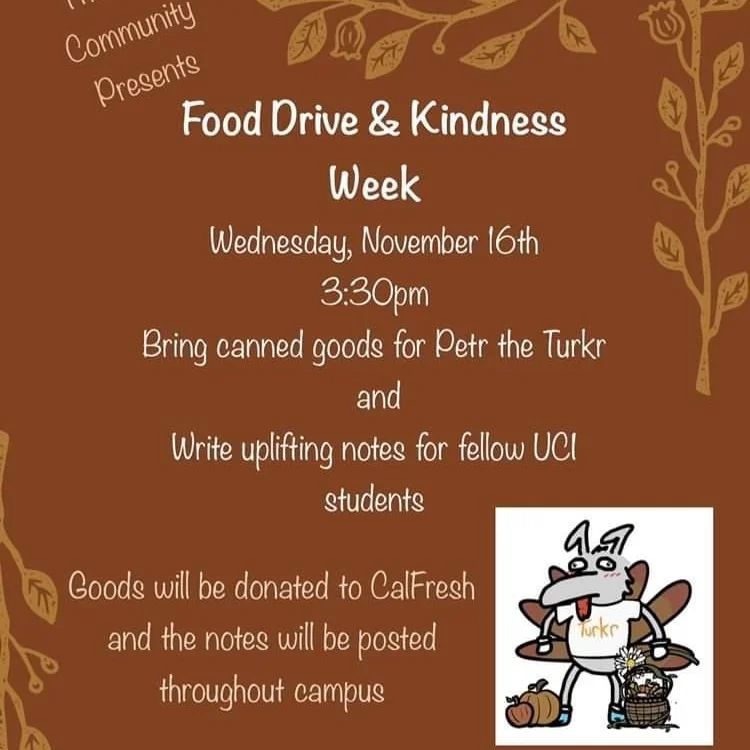 Community
Presents
Food Drive & Kindness
Week
Wednesday, November 16th
3:30pm
Bring canned goods for Petr the Turkr
and
Write uplifting notes for fellow UCI
students
Goods will be donated to CalFresh
and the notes will be posted
throughout campus
Turkr